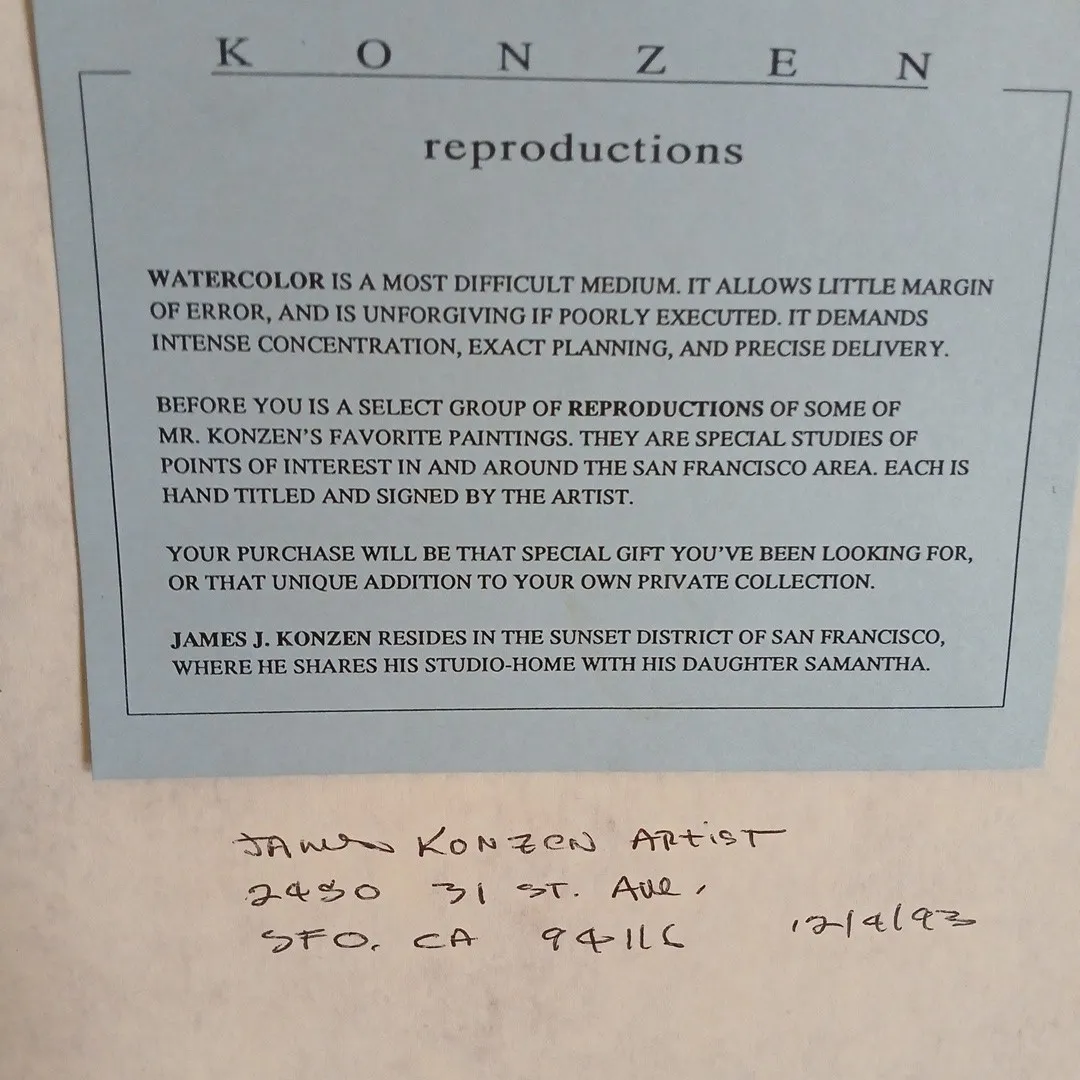 K O N Z E N
reproductions
WATERCOLOR IS A MOST DIFFICULT MEDIUM. IT ALLOWS LITTLE MARGIN
OF ERROR, AND IS UNFORGIVING IF POORLY EXECUTED. IT DEMANDS
INTENSE CONCENTRATION, EXACT PLANNING, AND PRECISE DELIVERY.
BEFORE YOU IS A SELECT GROUP OF REPRODUCTIONS OF SOME OF
MR. KONZEN'S FAVORITE PAINTINGS. THEY ARE SPECIAL STUDIES OF
POINTS OF INTEREST IN AND AROUND THE SAN FRANCISCO AREA. EACH IS
HAND TITLED AND SIGNED BY THE ARTIST.
YOUR PURCHASE WILL BE THAT SPECIAL GIFT YOU'VE BEEN LOOKING FOR,
OR THAT UNIQUE ADDITION TO YOUR OWN PRIVATE COLLECTION.
JAMES J. KONZEN RESIDES IN THE SUNSET DISTRICT OF SAN FRANCISCO,
WHERE HE SHARES HIS STUDIO-HOME WITH HIS DAUGHTER SAMANTHA.
JAMES KONZEN ARTIST
31 ST. AVE,
SFO, CA 94116 12/4/93